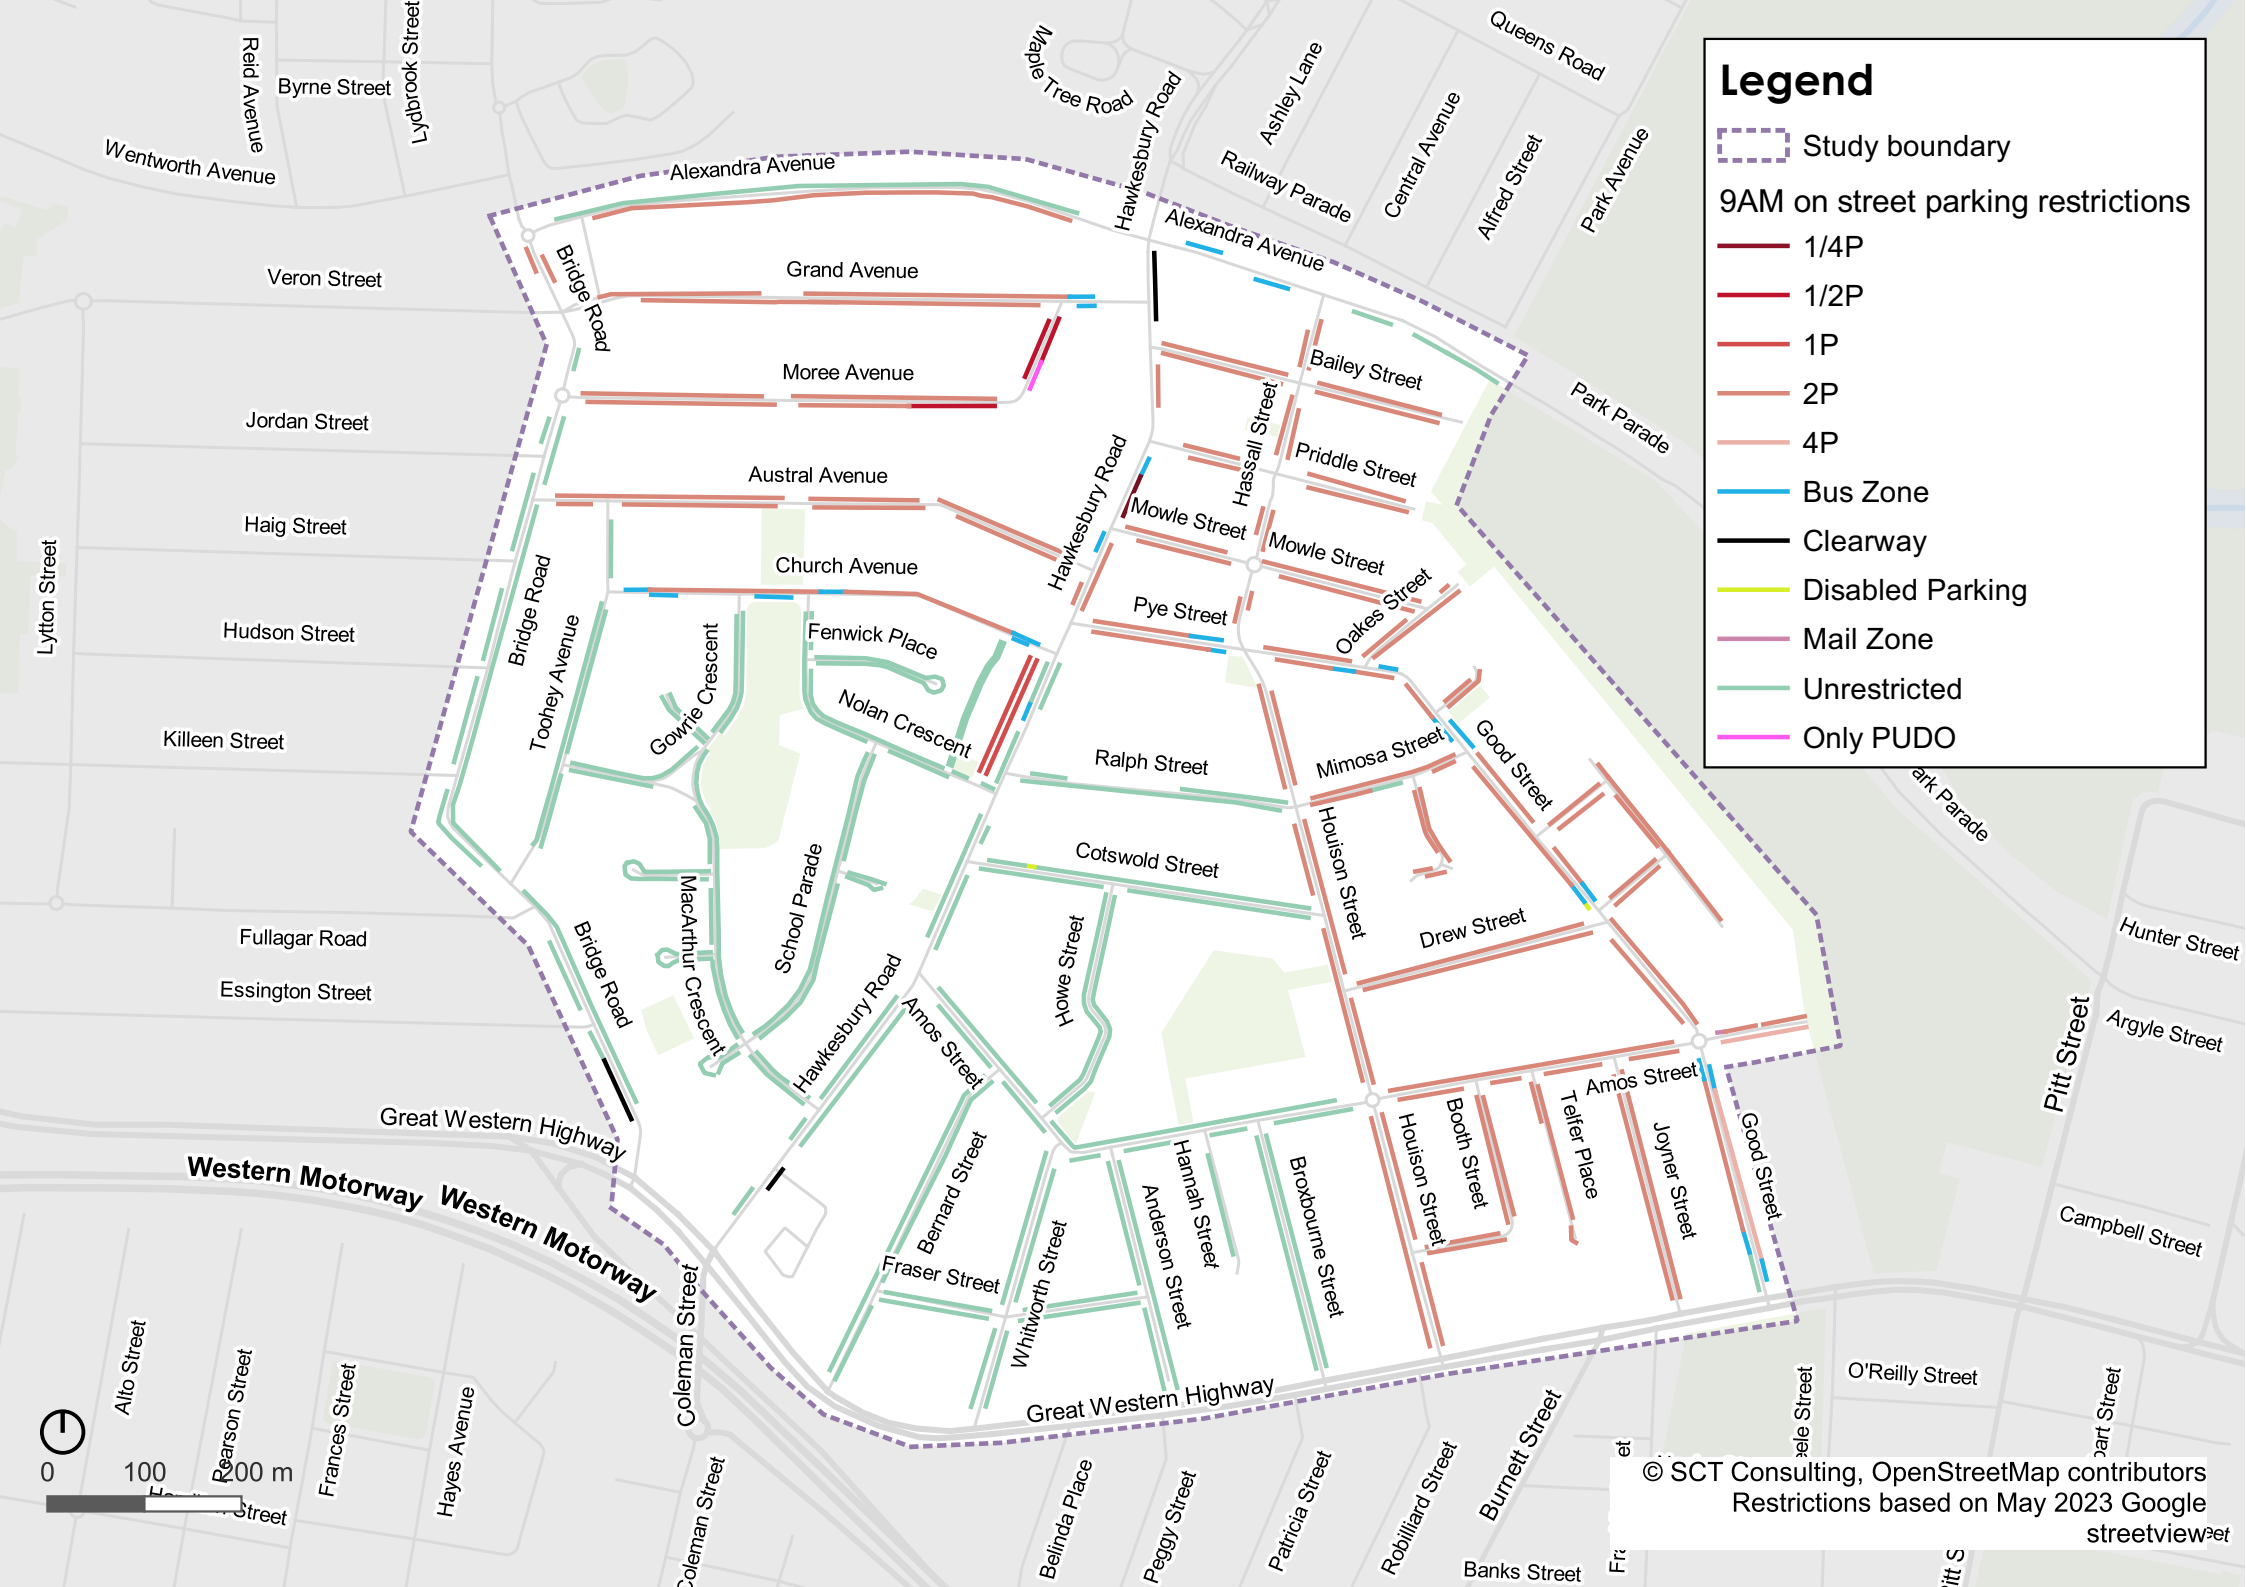 Queens Road
Maple Tree Road
Reid Avenue
Byrne Street
Lydbrook Street
Ashley Lane
Hawkesbury Road
Central Avenue
Alfred Street
Park Avenue
Wentworth Avenue
Alexandra Avenue
Railway Parade
Alexandra Avenue
Veron Street
Bridge Road
Grand Avenue
Moree Avenue
Bailey Street
Park Parade
Jordan Street
Hassall Street
Austral Avenue
Hawkesbury Road
Priddle Street
Haig Street
Mowle Street
Mowle Street
Lytton Street
Bridge Road
Church Avenue
Oakes Street
Hudson Street
Pye Street
Toohey Avenue
Gowrie Crescent
Fenwick Place
Nolan Crescent
Killeen Street
Ralph Street
Mimosa Street
Good Street
Park Parade
Houison Street
Cotswold Street
School Parade
MacArthur Crescent
Fullagar Road
Bridge Road
Howe Street
Drew Street
Hunter Street
Essington Street
Hawkesbury Road
Amos Street
Argyle Street
Pitt Street
Great Western Highway
Amos Street
Western Motorway
Western Motorway
Bernard Street
Hannah Street
Houison Street
Booth Street
Telfer Place
Joyner Street
Good Street
Anderson Street
Broxbourne Street
Campbell Street
Fraser Street
Whitworth Street
Coleman Street
Alto Street
Pearson Street
Frances Street
Hayes Avenue
Great Western Highway
O'Reilly Street
Burnett Street
Coleman Street
Belinda Place
Peggy Street
Patricia Street
Robilliard Street
Banks Street
Legend
Study boundary
9AM on street parking restrictions
1/4P
1/2P
1P
2P
4P
Bus Zone
Clearway
Disabled Parking
Mail Zone
Unrestricted
Only PUDO
0 100 200 m
© SCT Consulting, OpenStreetMap contributors
Restrictions based on May 2023 Google
streetview